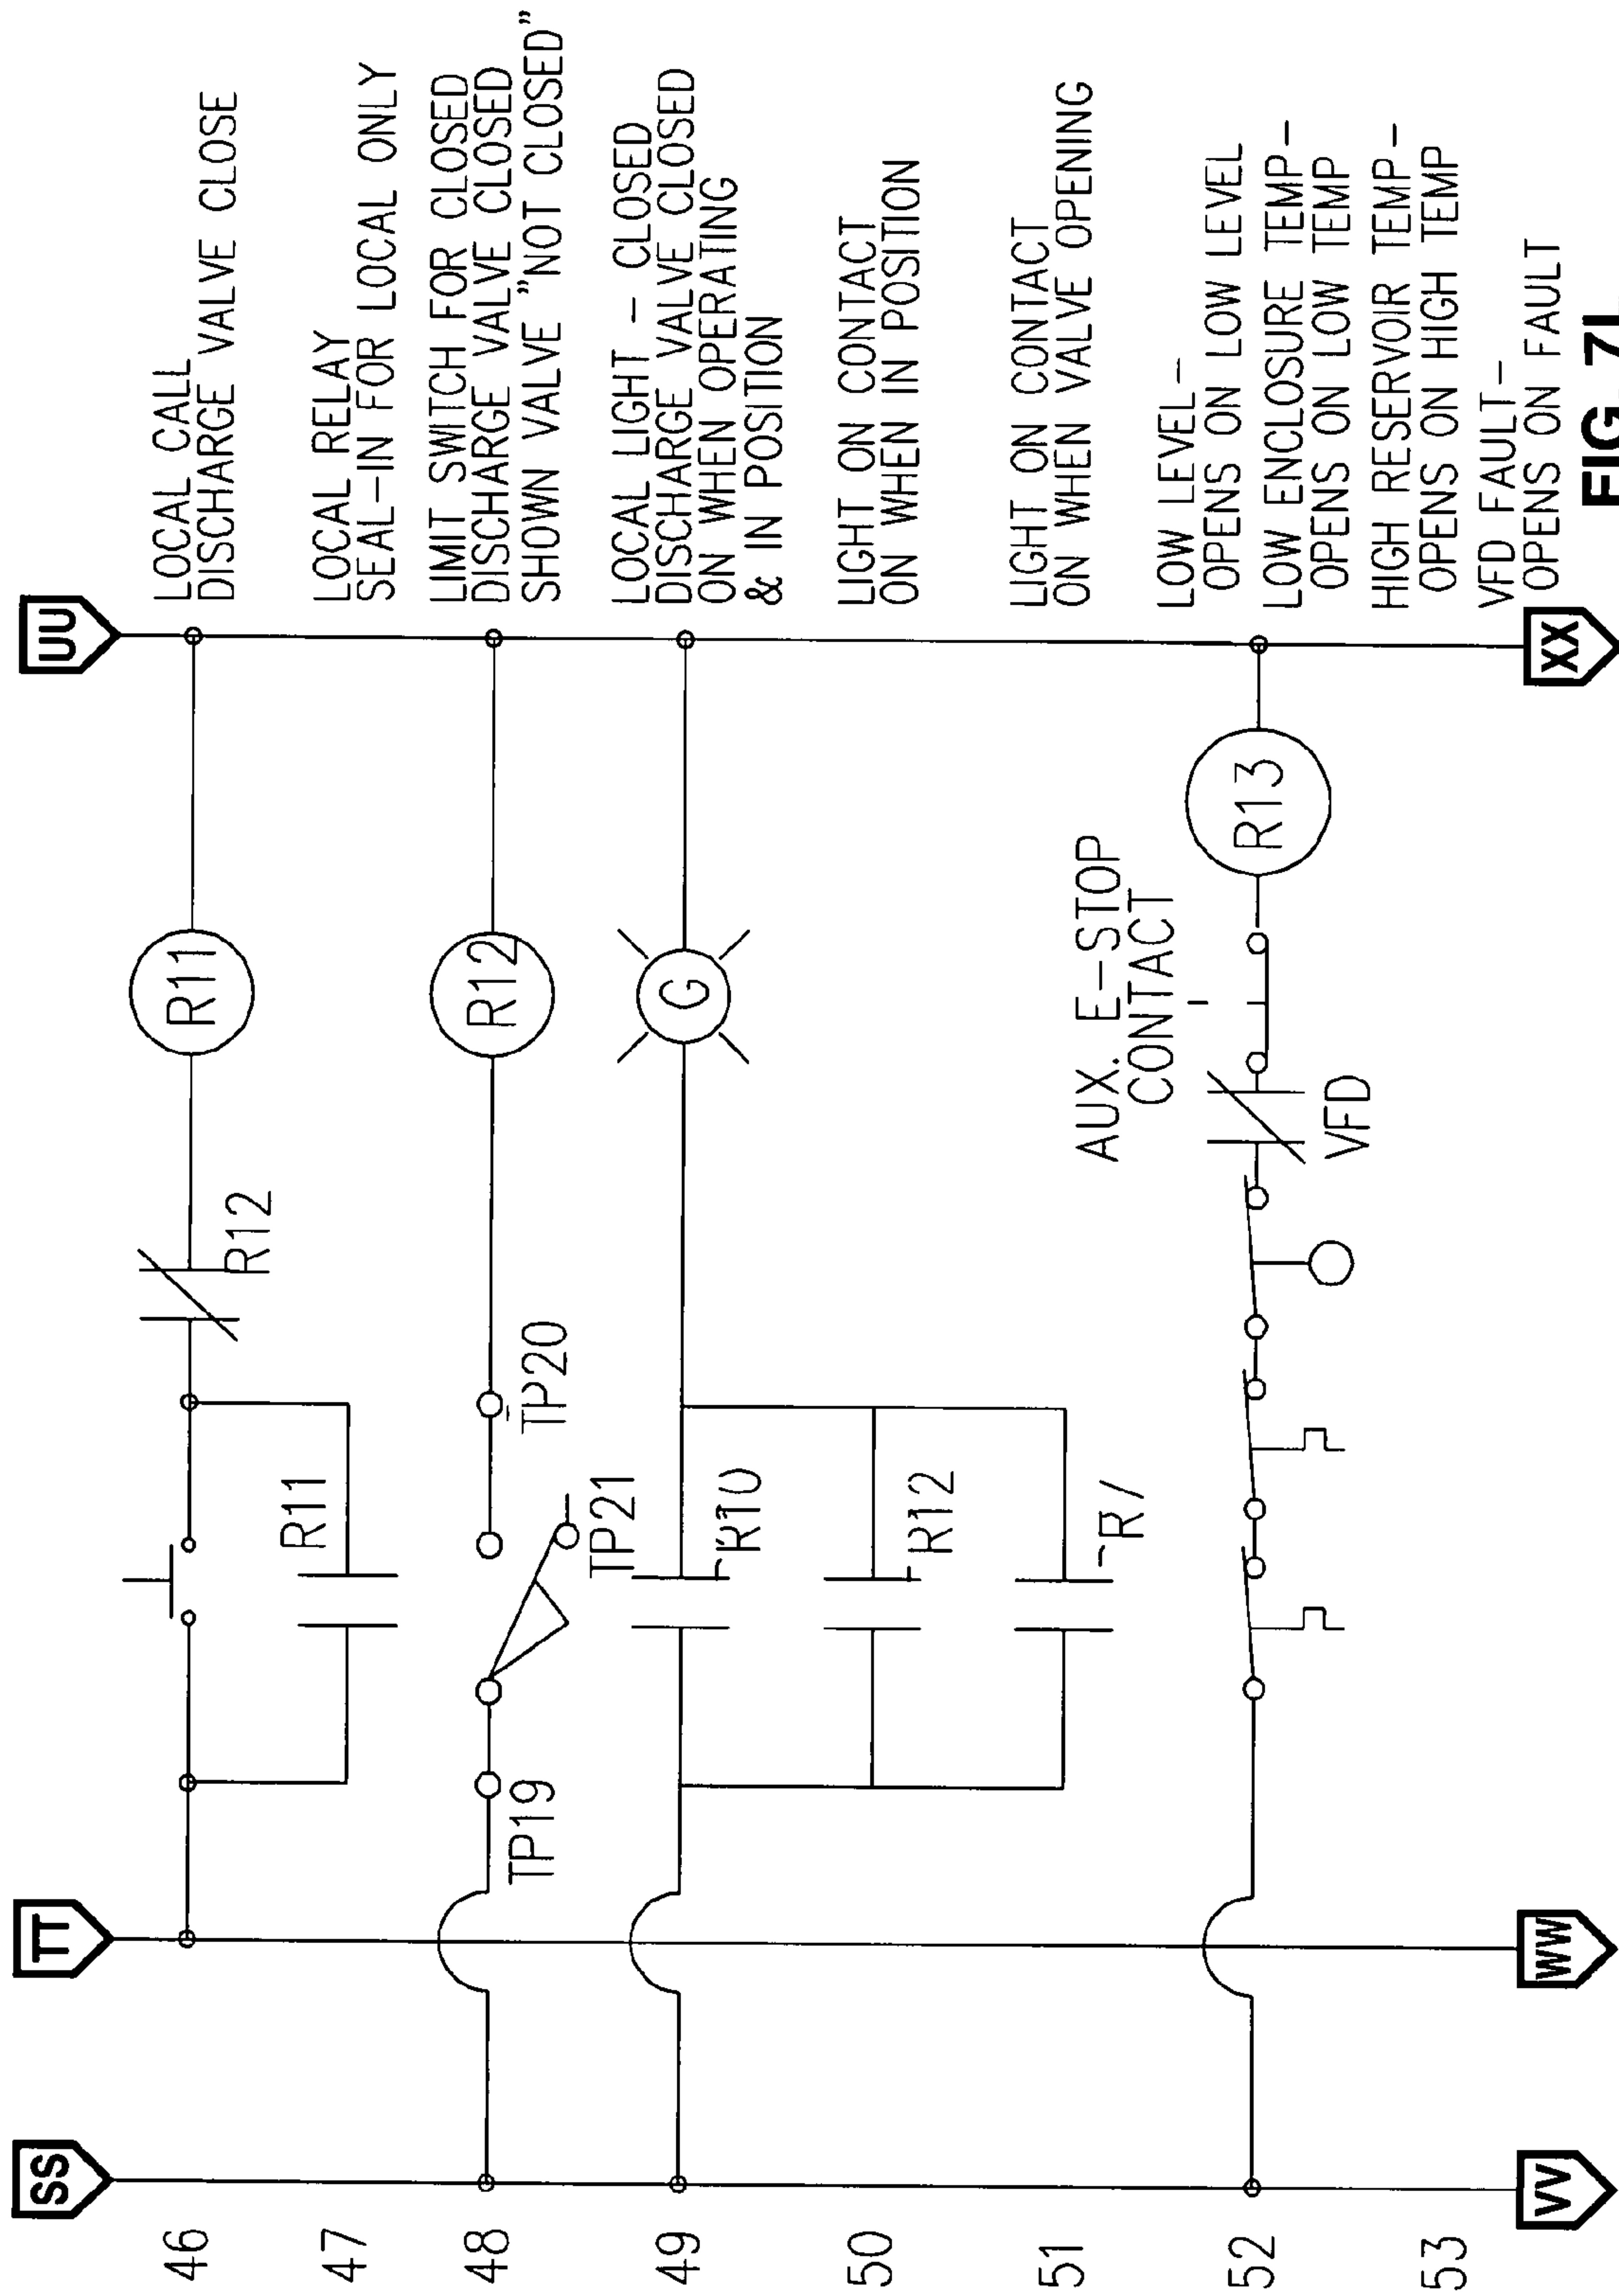 SS
TT
UU
46
R12
R11
LOCAL CALL
DISCHARGE VALVE CLOSE
47
R11
LOCAL RELAY
SEAL-IN FOR LOCAL ONLY
48
TP19
TP21
TP20
R12
LIMIT SWITCH FOR CLOSED
DISCHARGE VALVE CLOSED
SHOWN VALVE "NOT CLOSED"
49
R10
G
LOCAL LIGHT - CLOSED
DISCHARGE VALVE CLOSED
ON WHEN OPERATING
& IN POSITION
50
R12
LIGHT ON CONTACT
ON WHEN IN POSITION
51
LIGHT ON CONTACT
ON WHEN VALVE OPENING
52
VFD
AUX. E-STOP
CONTACT
R13
LOW LEVEL-
OPENS ON LOW LEVEL
LOW ENCLOSURE TEMP-
OPENS ON LOW TEMP
53
HIGH RESERVOIR TEMP-
OPENS ON HIGH TEMP
VFD FAULT-
OPENS ON FAULT
VV
WW
XX